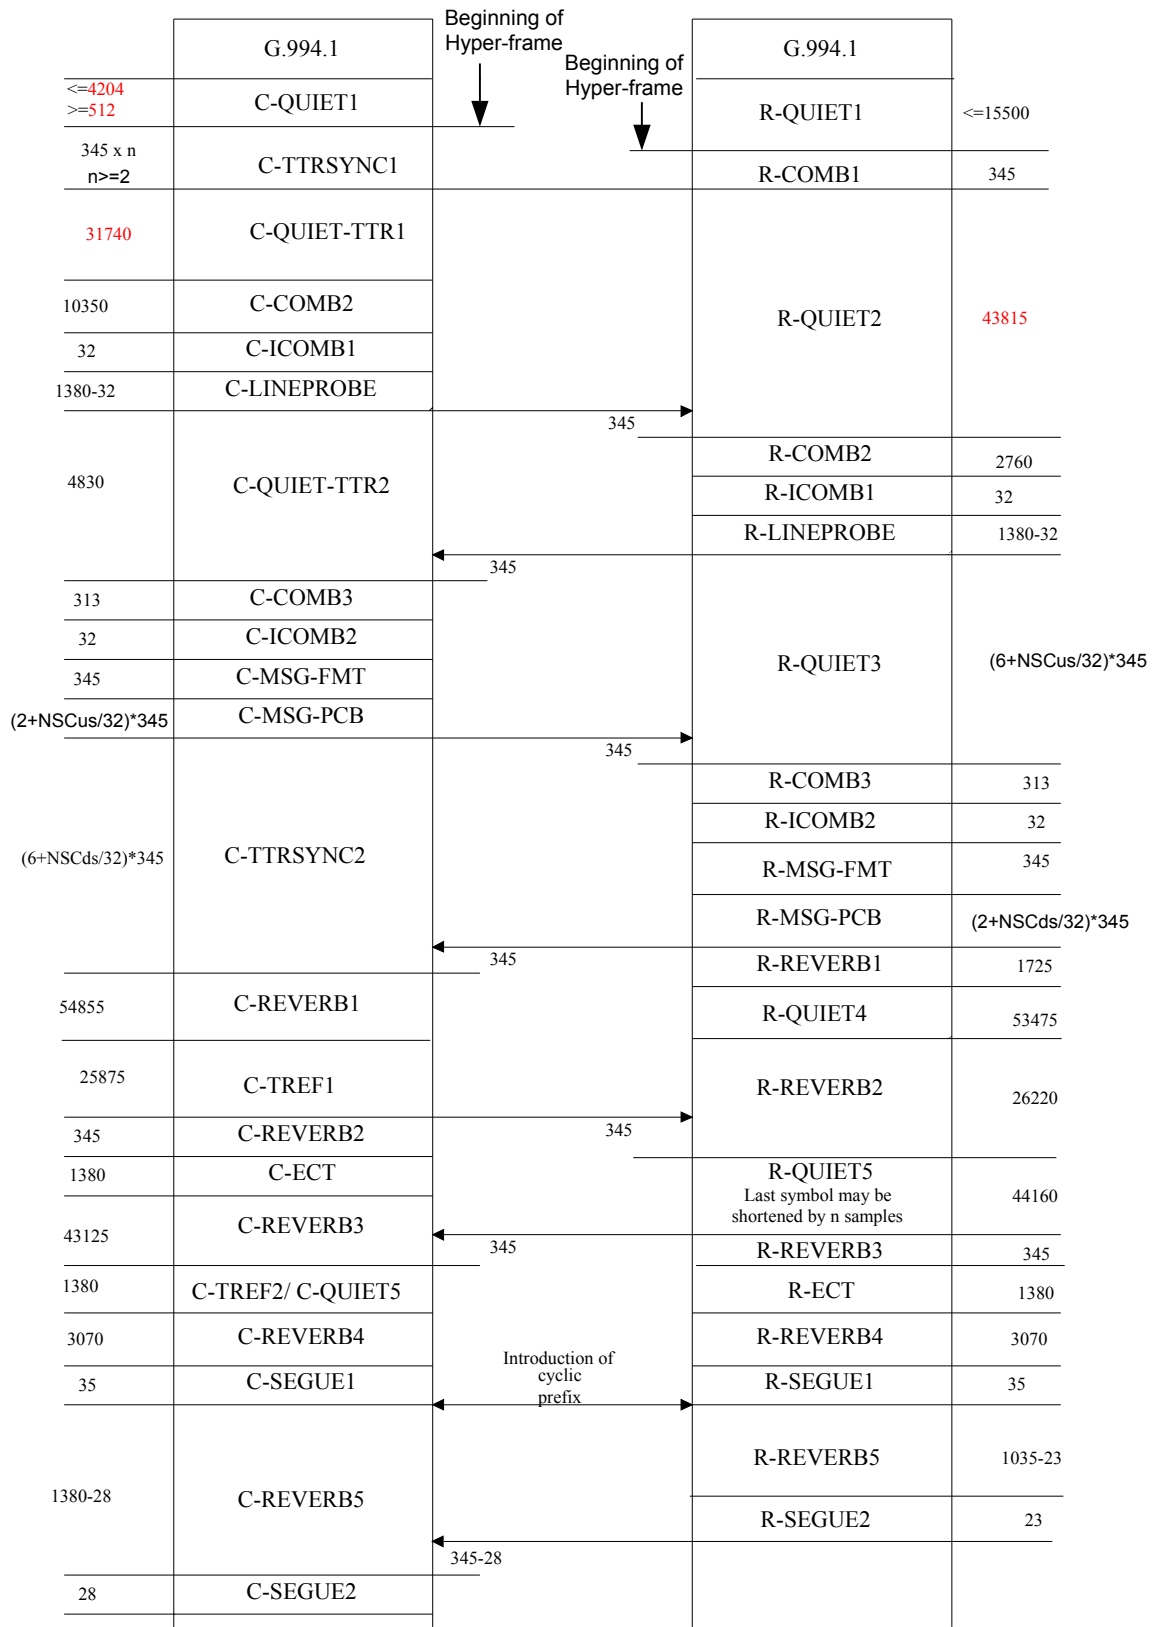 Beginning of
Hyper-frame
G.994.1
G.994.1
Beginning of
Hyper-frame
<=4204
>=512
C-QUIET1
R-QUIET1
<=15500
345 x n
n>=2
C-TTRSYNC1
R-COMB1
345
31740
C-QUIET-TTR1
10350
C-COMB2
R-QUIET2
43815
32
C-ICOMB1
1380-32
C-LINEPROBE
345
R-COMB2
2760
4830
C-QUIET-TTR2
R-ICOMB1
32
R-LINEPROBE
1380-32
345
313
C-COMB3
32
C-ICOMB2
R-QUIET3
(6+NSCus/32)*345
345
C-MSG-FMT
(2+NSCus/32)*345
C-MSG-PCB
345
R-COMB3
313
R-ICOMB2
32
(6+NSCds/32)*345
C-TTRSYNC2
R-MSG-FMT
345
R-MSG-PCB
(2+NSCds/32)*345
345
R-REVERB1
1725
54855
C-REVERB1
R-QUIET4
53475
25875
C-TREF1
R-REVERB2
26220
345
C-REVERB2
345
1380
C-ECT
R-QUIET5
Last symbol may be
shortened by n samples
44160
43125
C-REVERB3
345
R-REVERB3
345
1380
C-TREF2/ C-QUIET5
R-ECT
1380
3070
C-REVERB4
R-REVERB4
3070
Introduction of
cyclic
prefix
35
C-SEGUE1
R-SEGUE1
35
R-REVERB5
1035-23
1380-28
C-REVERB5
R-SEGUE2
23
345-28
28
C-SEGUE2